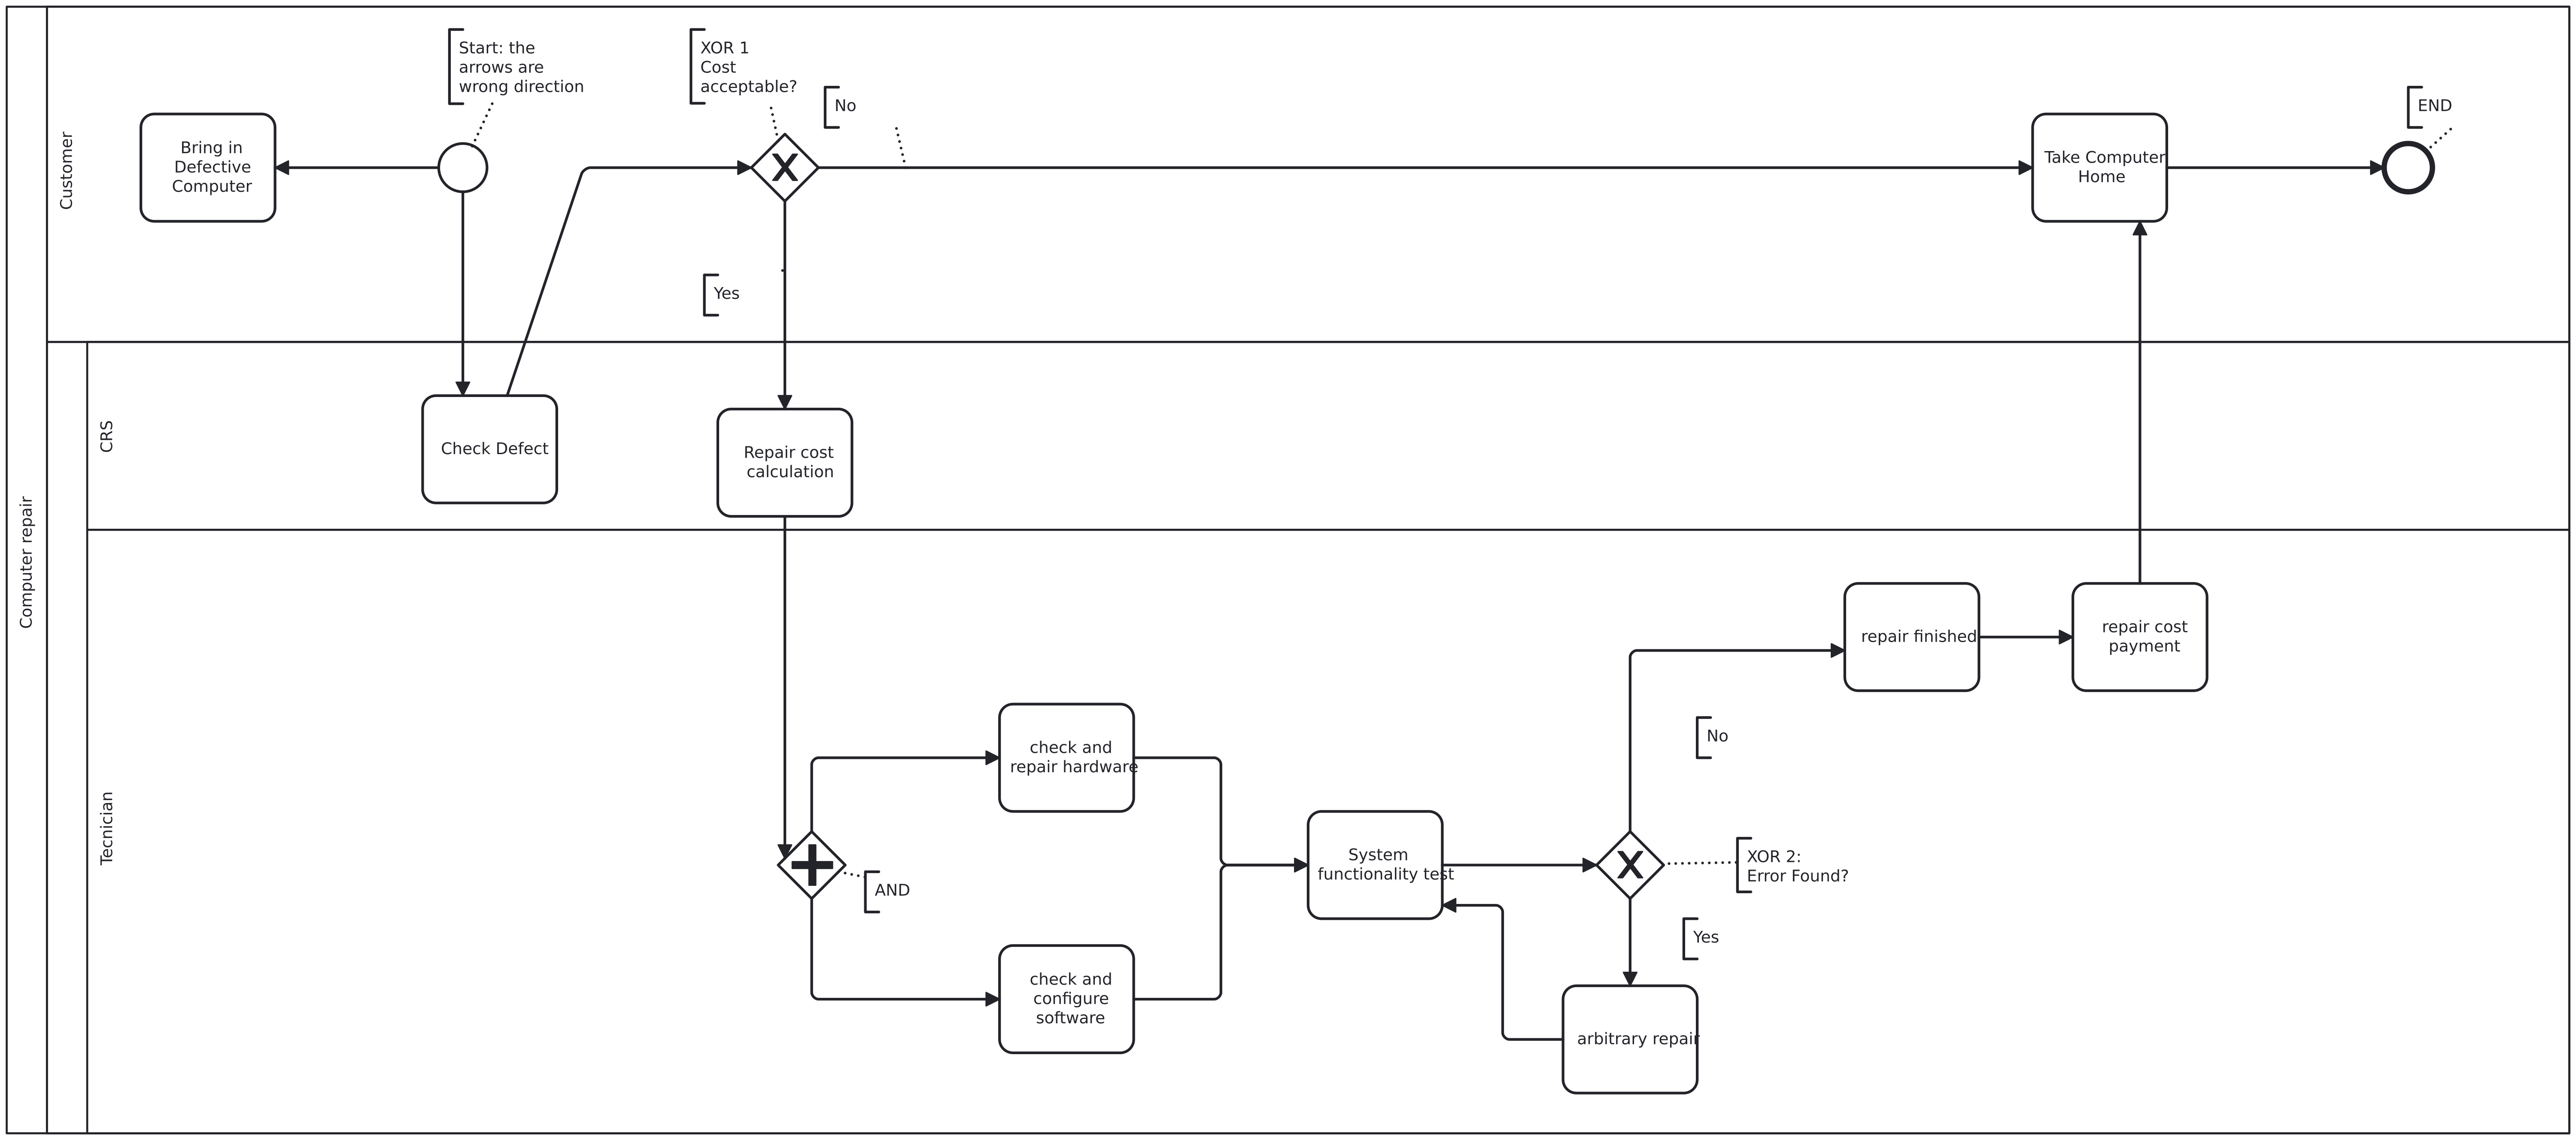 Computer repair
Customer
Start: the
arrows are
wrong direction
XOR 1
Cost
acceptable?
No
END
Bring in
Defective
Computer
Take Computer
Home
Yes
CRS
Check Defect
Repair cost
calculation
Tecnician
repair finished
repair cost
payment
check and
repair hardware
No
System
functionality test
XOR 2:
Error Found?
AND
Yes
check and
configure
software
arbitrary repair